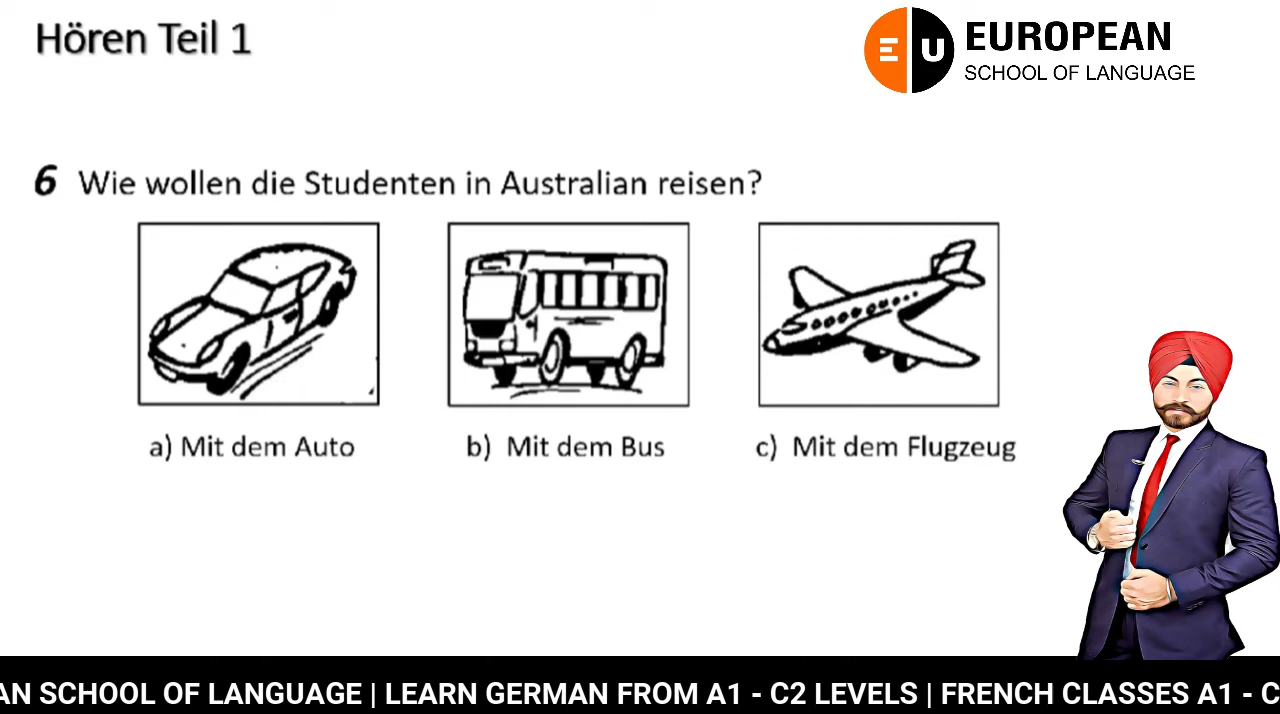 Hören Teil 1
EU EUROPEAN
SCHOOL OF LANGUAGE
6 Wie wollen die Studenten in Australian reisen?
a) Mit dem Auto
b) Mit dem Bus
c) Mit dem Flugzeug
AN SCHOOL OF LANGUAGE | LEARN GERMAN FROM A1 - C2 LEVELS | FRENCH CLASSES A1 - C